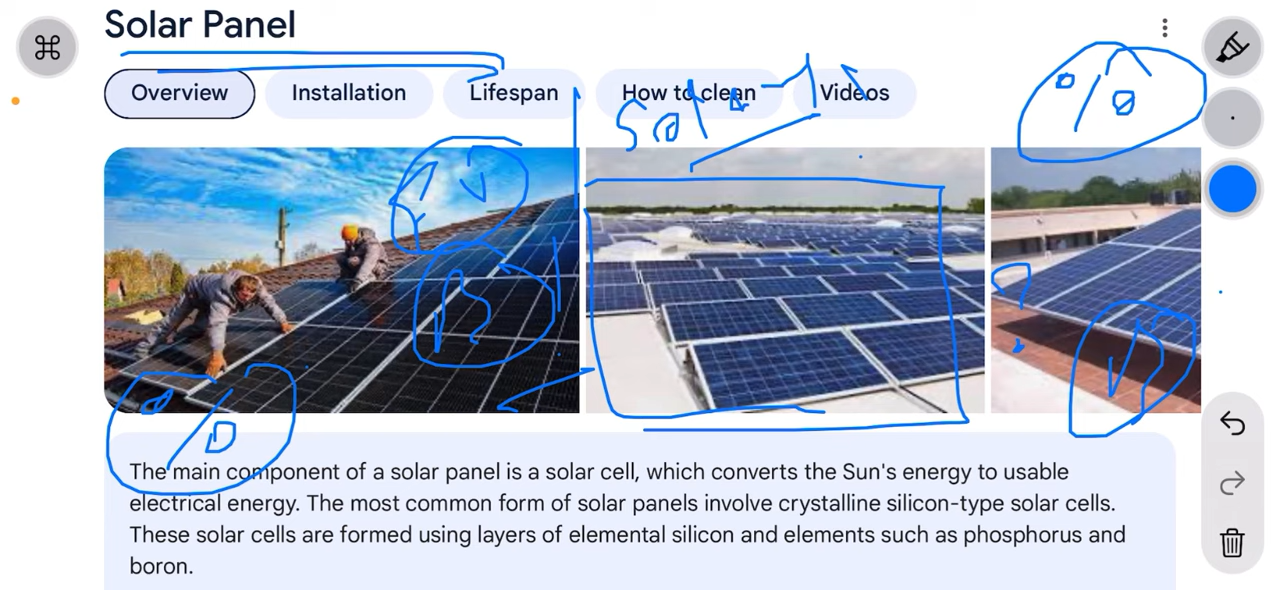 Solar Panel
Overview Installation Lifespan How to clean Videos
The main component of a solar panel is a solar cell, which converts the Sun's energy to usable
electrical energy. The most common form of solar panels involve crystalline silicon-type solar cells.
These solar cells are formed using layers of elemental silicon and elements such as phosphorus and
boron.